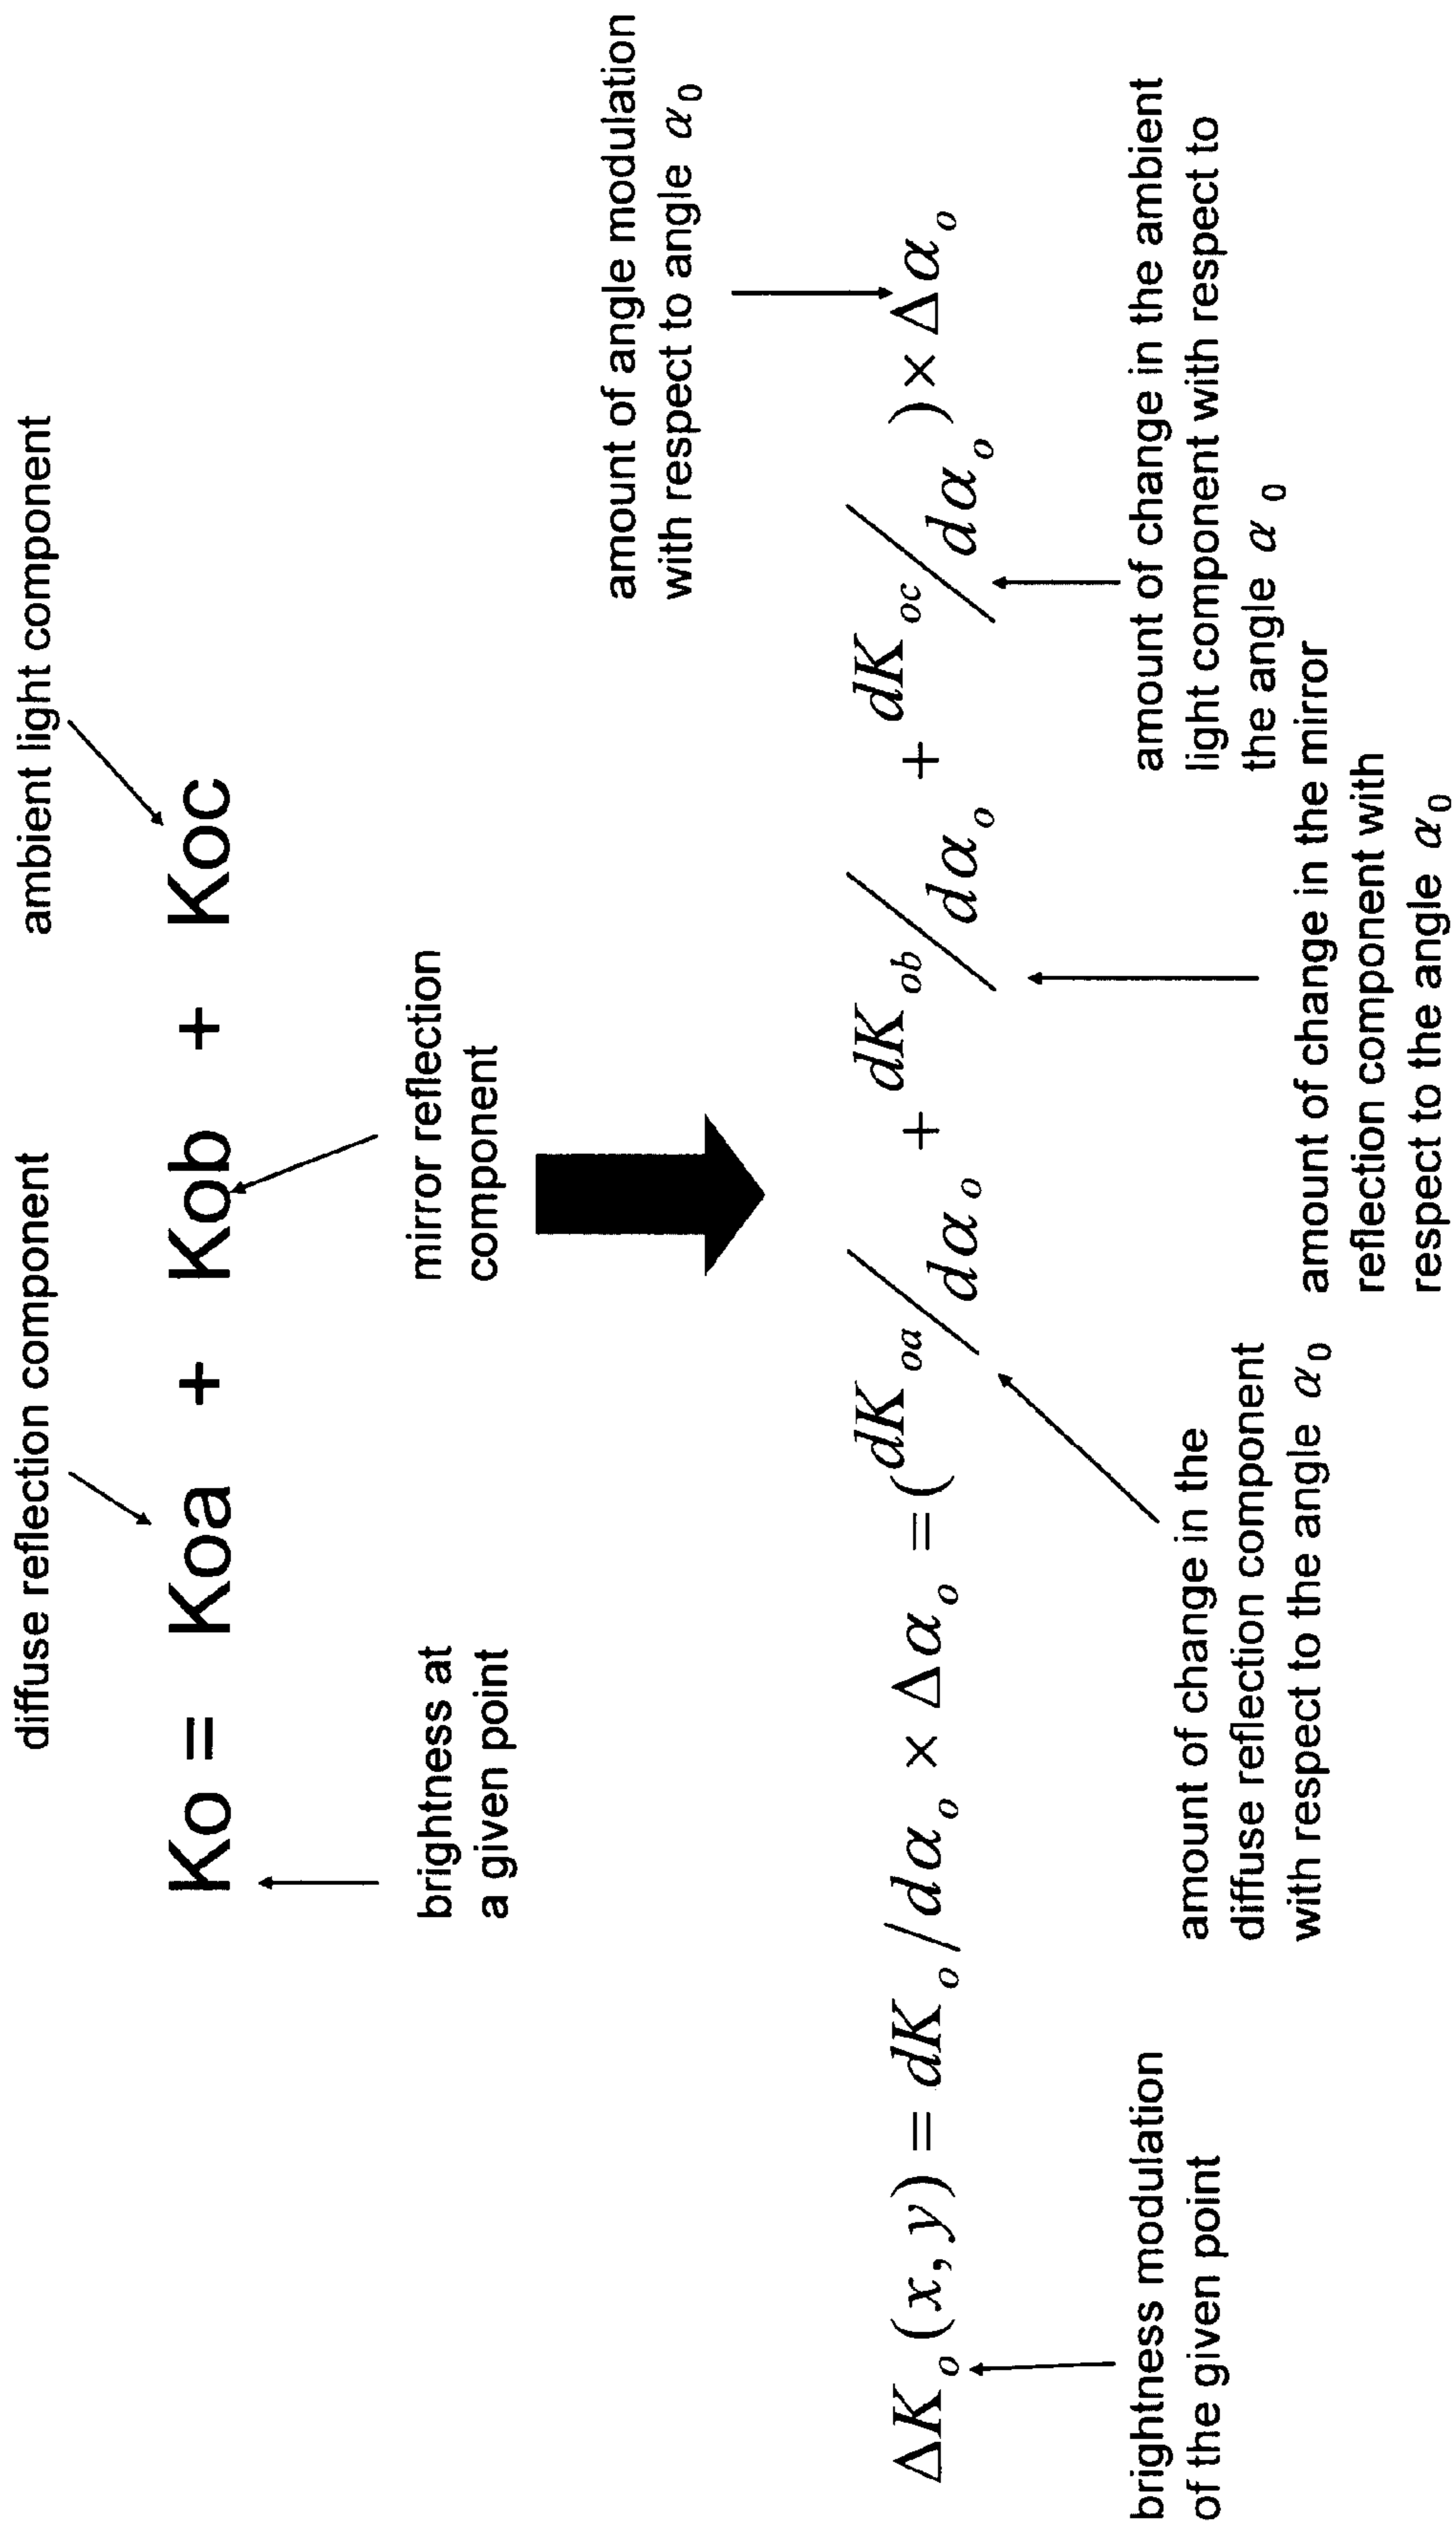 diffuse reflection component
ambient light component
Ko = Koa + Kob + Koc
brightness at
a given point
mirror reflection
component
amount of angle modulation
with respect to angle α₀
ΔKₒ(x, y) = dKₒ / dαₒ × Δαₒ = (dKₒₐ/dαₒ + dK_ob/dαₒ + dK_oc/dαₒ) × Δαₒ
brightness modulation
of the given point
amount of change in the
diffuse reflection component
with respect to the angle α₀
amount of change in the mirror
reflection component with
respect to the angle α₀
amount of change in the ambient
light component with respect to
the angle α₀